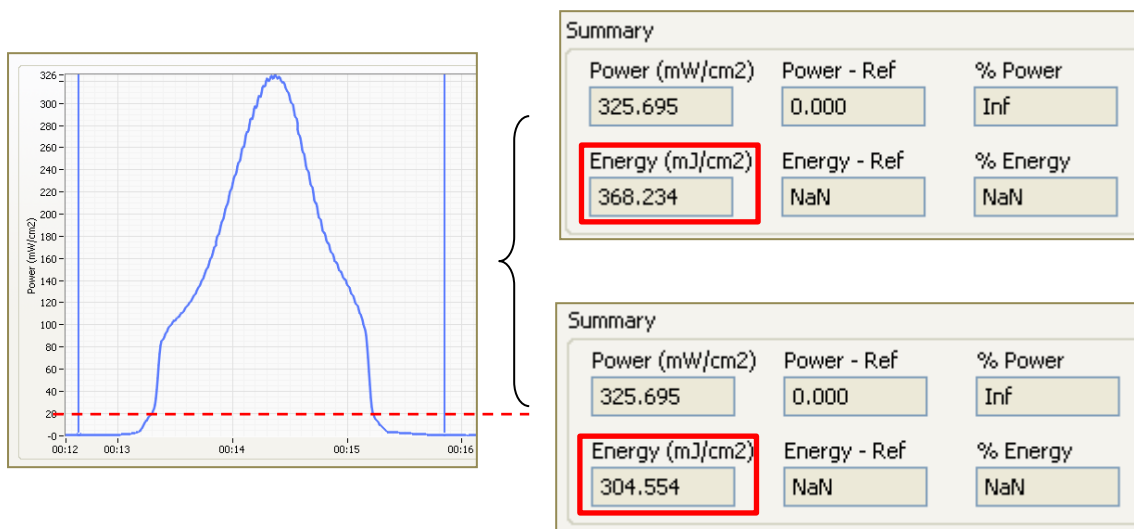 326
300
280
260
240
220
200
180
160
140
120
100
80
60
40
20
-0
Power (mW/cm2)
00:12 00:13 00:14 00:15 00:16
Summary
Power (mW/cm2) Power - Ref % Power
325.695 0.000 Inf
Energy (mJ/cm2) Energy - Ref % Energy
368.234 NaN NaN
Summary
Power (mW/cm2) Power - Ref % Power
325.695 0.000 Inf
Energy (mJ/cm2) Energy - Ref % Energy
304.554 NaN NaN